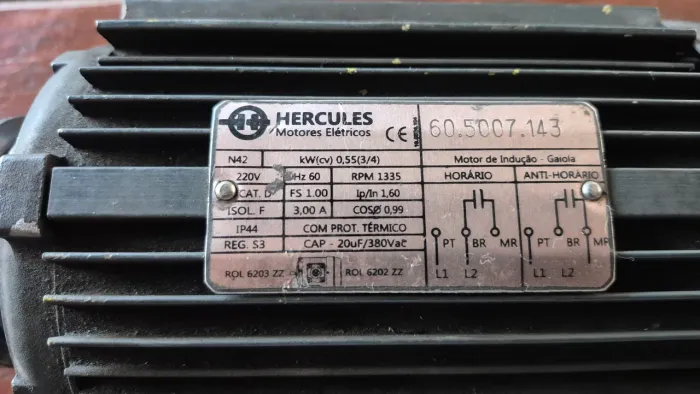 HERCULES
Motores Elétricos
CE
60.5007.143
N42 kW(cv) 0,55(3/4) Motor de Indução - Gaiola
220V Hz 60 RPM 1335 HORÁRIO ANTI-HORÁRIO
CAT. D FS 1.00 Ip/In 1,60
ISOL. F 3,00 A COSØ 0,99
IP44 COM PROT. TÉRMICO PT BR MR PT BR MR
REG. S3 CAP - 20uF/380Vac L1 L2 L1 L2
ROL 6203 ZZ ROL 6202 ZZ